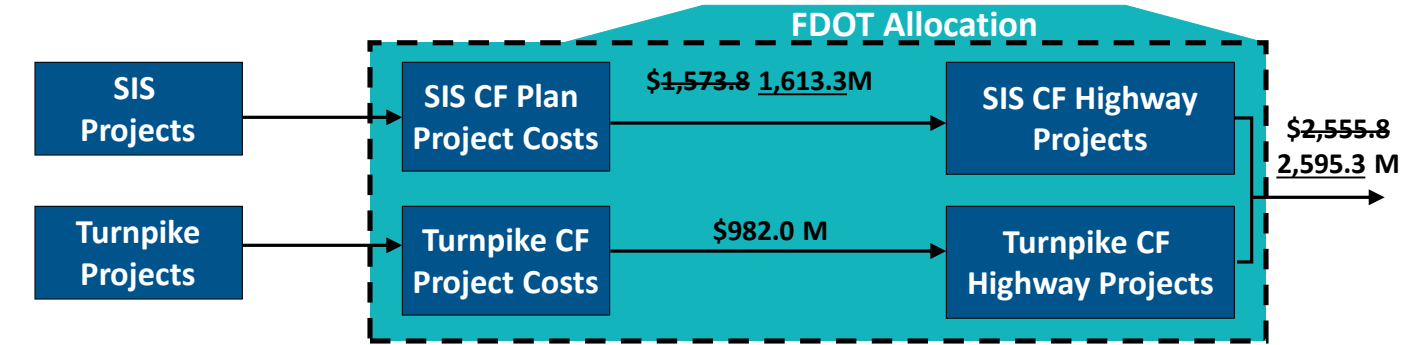 FDOT Allocation
SIS
Projects
SIS CF Plan
Project Costs
$1,573.8 1,613.3M
SIS CF Highway
Projects
$2,555.8
2,595.3 M
Turnpike
Projects
Turnpike CF
Project Costs
$982.0 M
Turnpike CF
Highway Projects